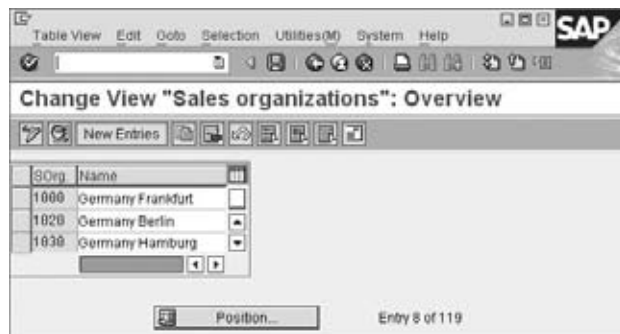 Table View Edit Goto Selection Utilities(M) System Help
SAP
Change View "Sales organizations": Overview
New Entries
SOrg. Name
1000 Germany Frankfurt
1020 Germany Berlin
1030 Germany Hamburg
Position... Entry 8 of 119